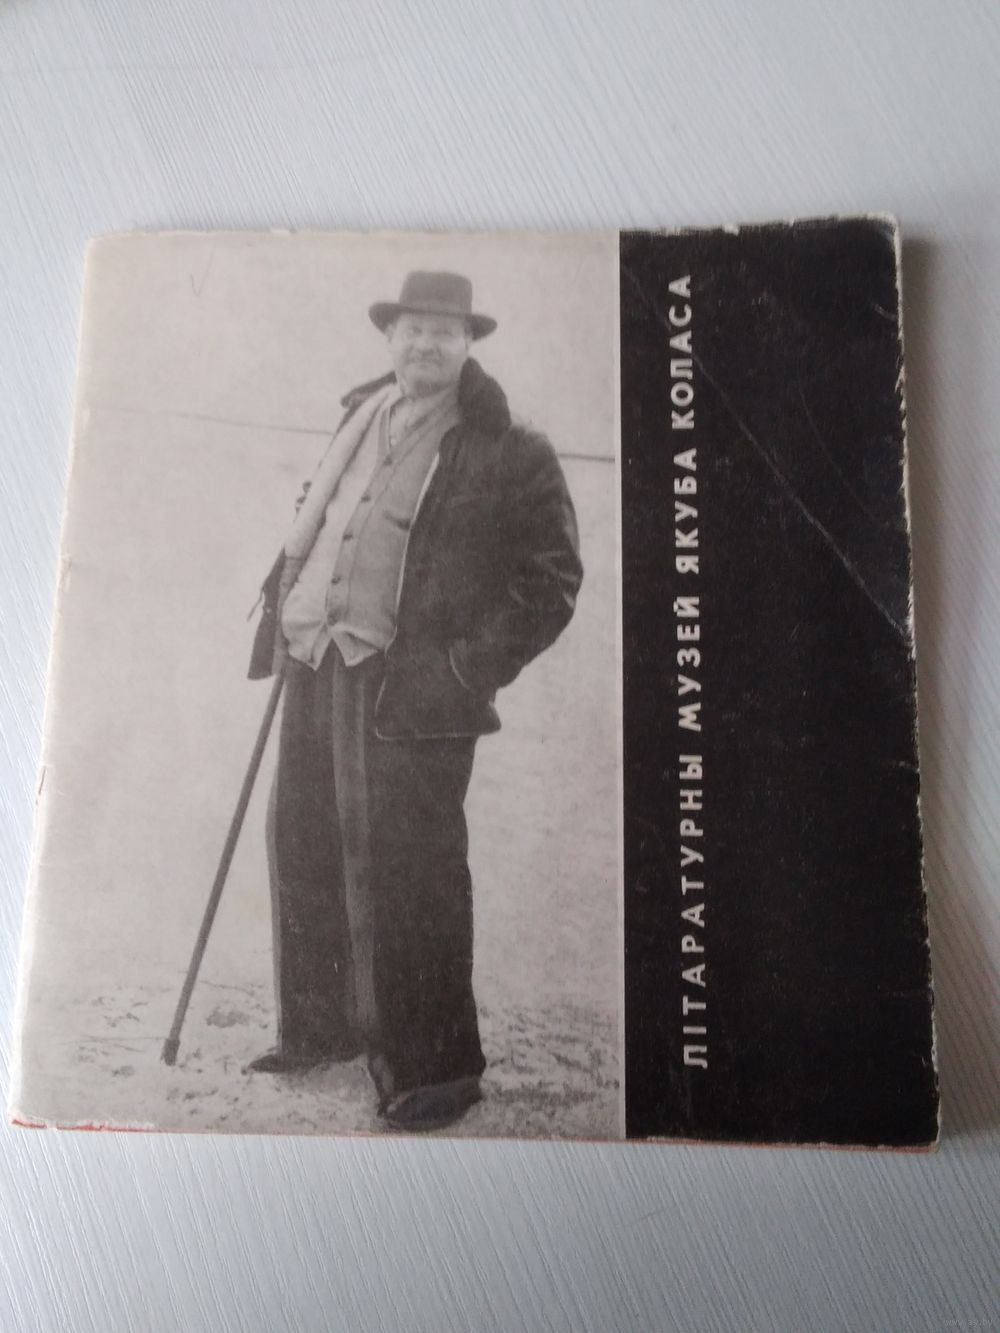 ЛІТАРАТУРНЫ МУЗЕЙ ЯКУБА КОЛАСА